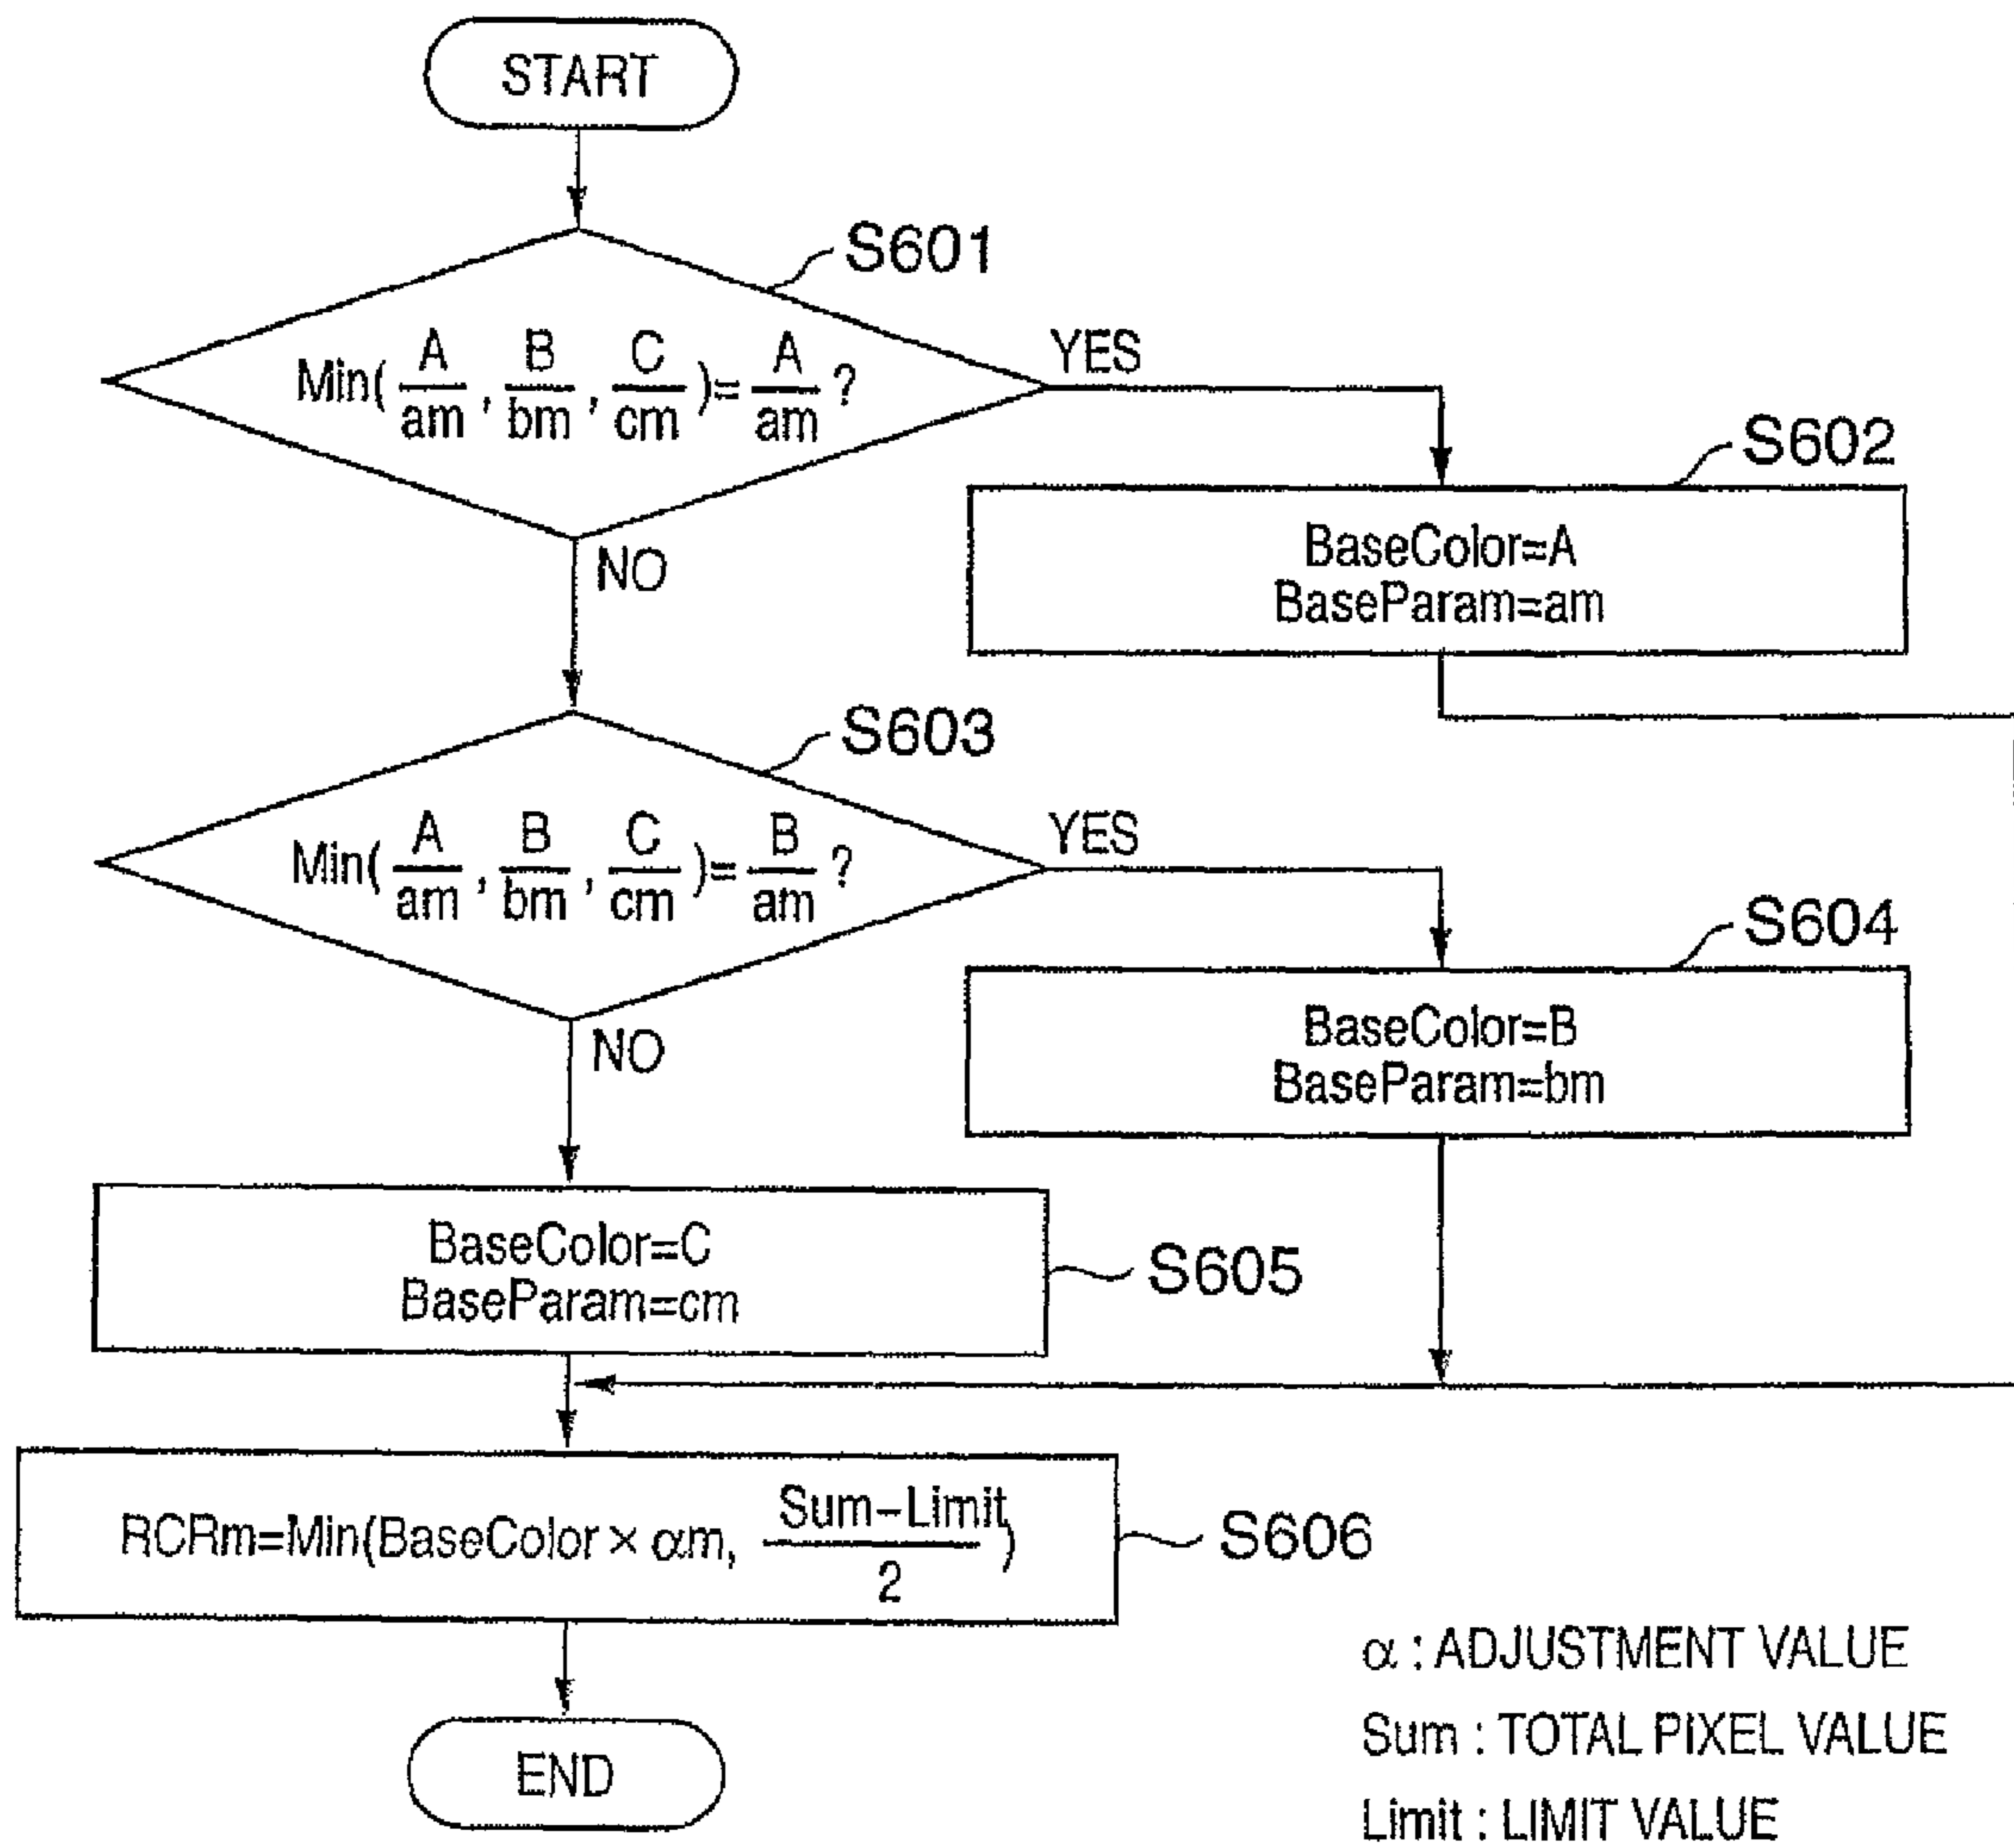 START
S601
Min(A/am, B/bm, C/cm)=A/am?
YES
S602
BaseColor=A
BaseParam=am
NO
S603
Min(A/am, B/bm, C/cm)=B/am?
YES
S604
BaseColor=B
BaseParam=bm
NO
BaseColor=C
BaseParam=cm
S605
RCRm=Min(BaseColor×αm, Sum-Limit/2)
S606
END
α : ADJUSTMENT VALUE
Sum : TOTAL PIXEL VALUE
Limit : LIMIT VALUE